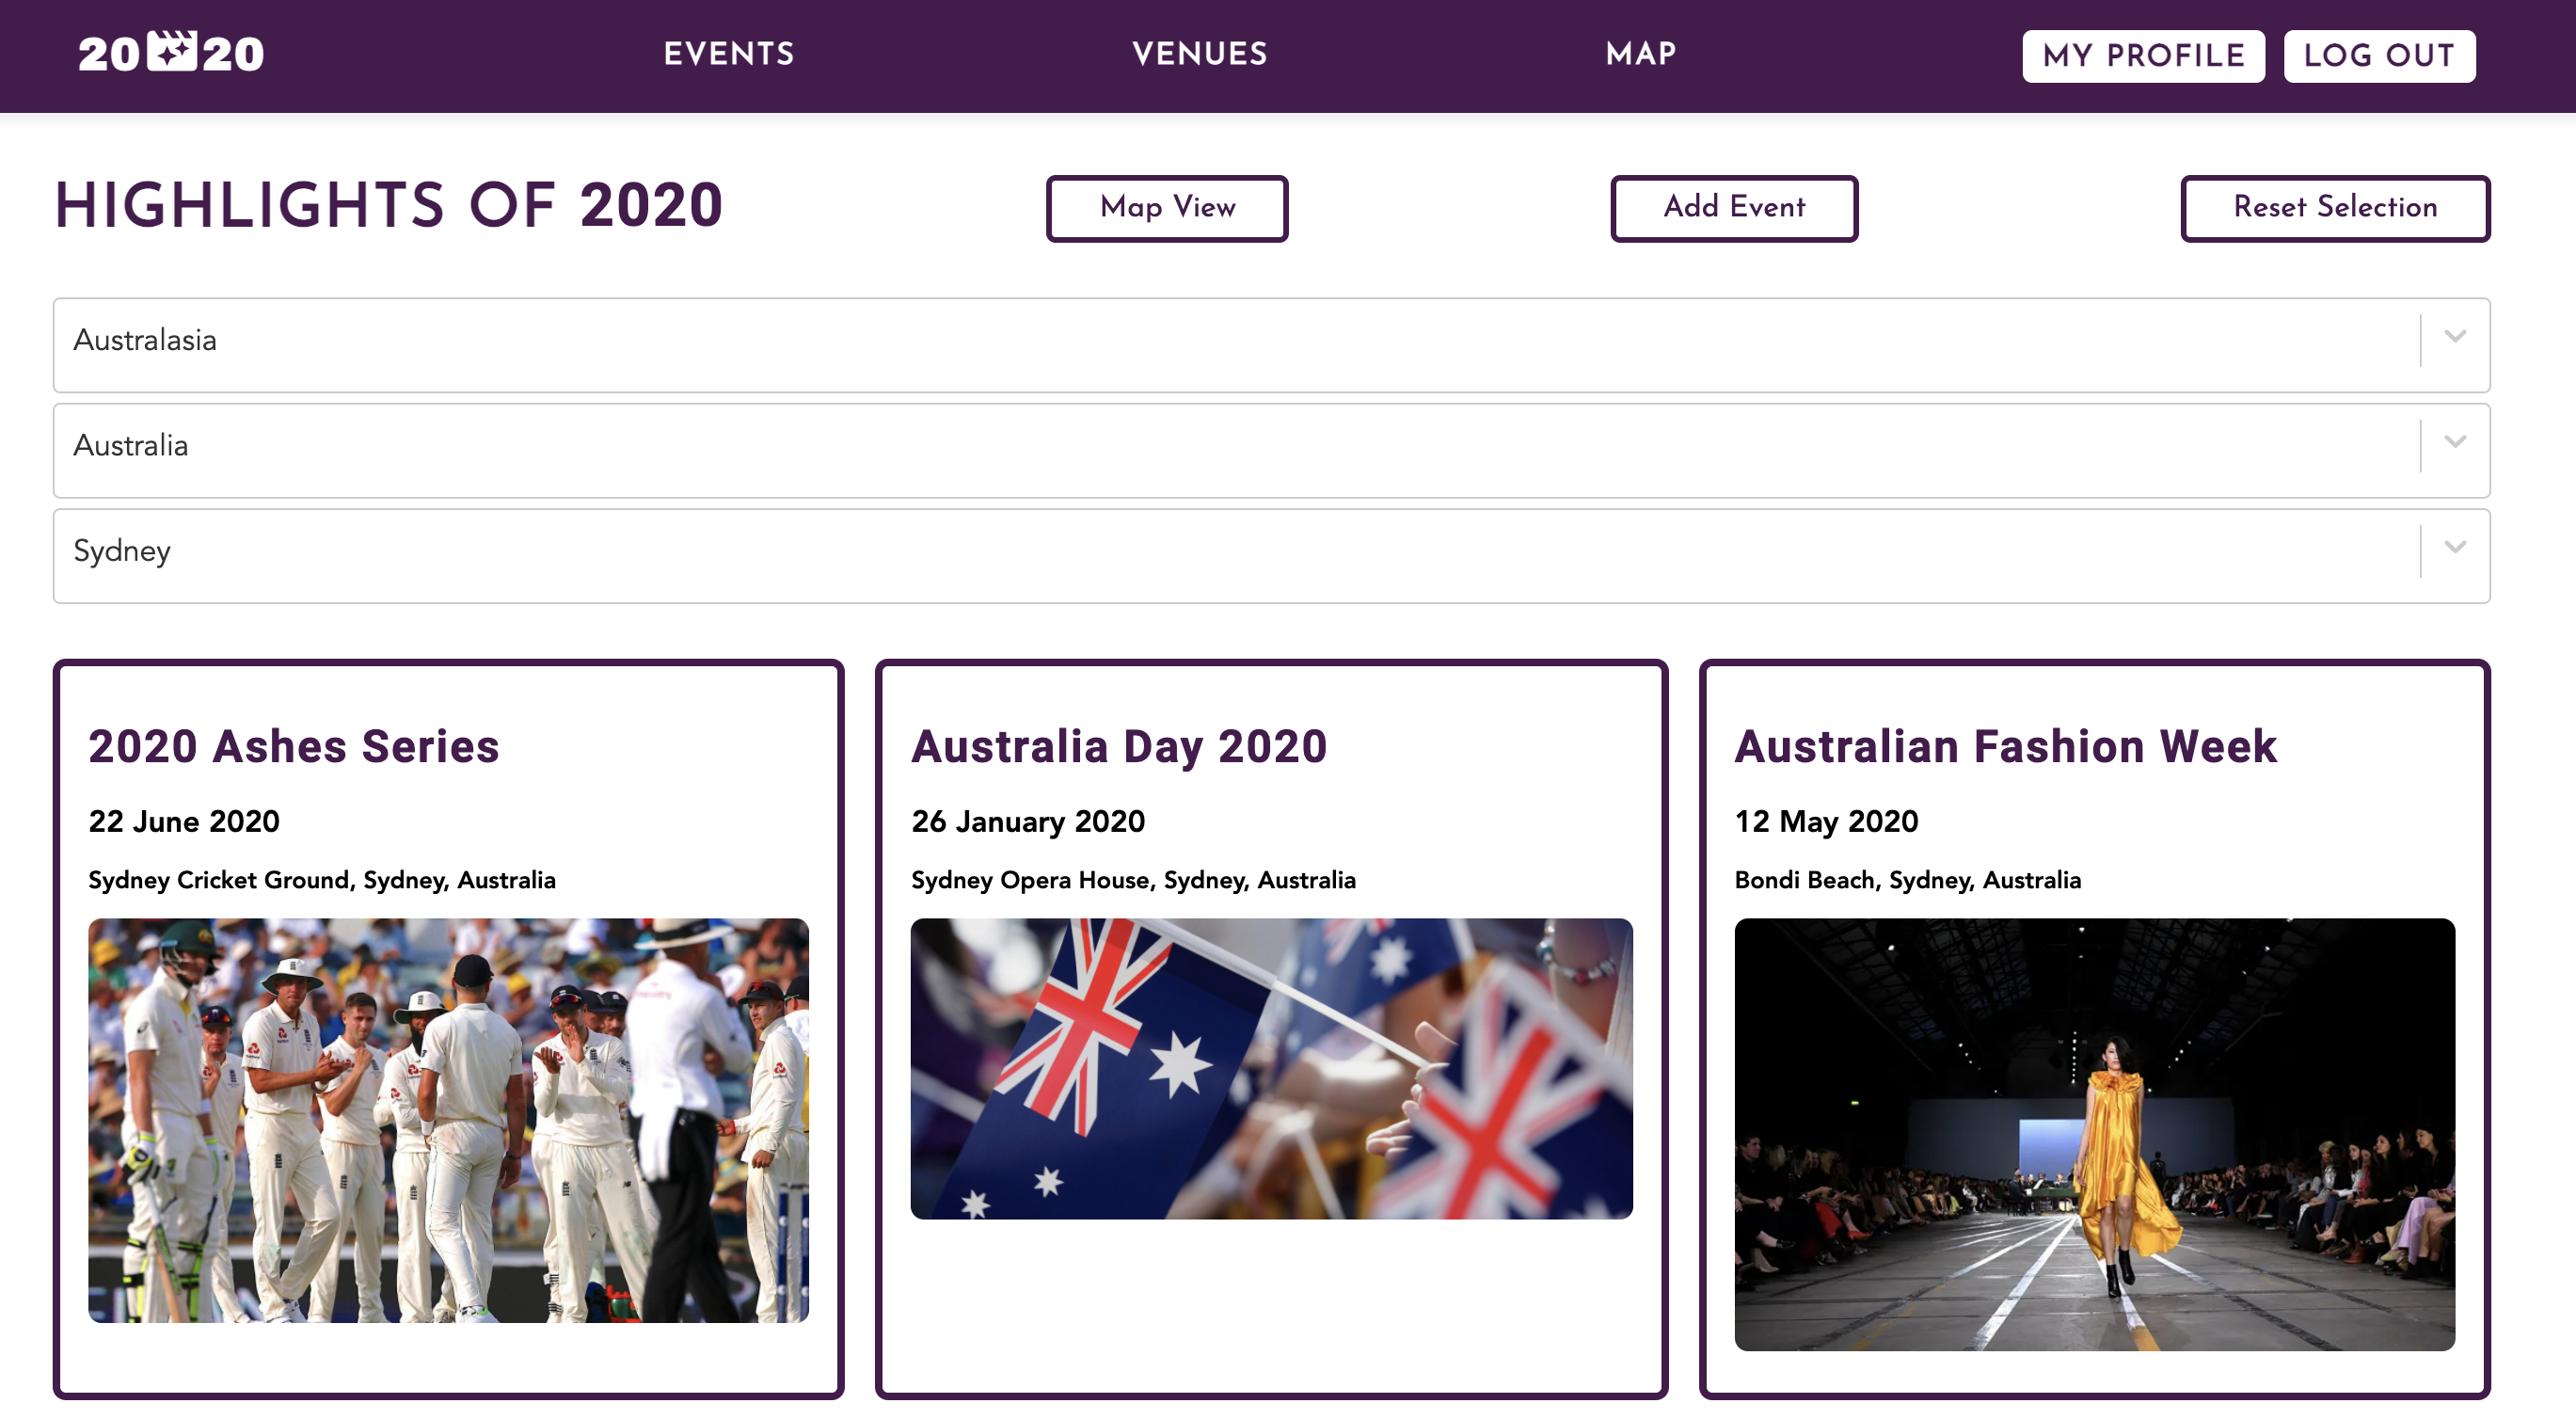 20 20
EVENTS
VENUES
MAP
MY PROFILE
LOG OUT
HIGHLIGHTS OF 2020
Map View
Add Event
Reset Selection
Australasia
Australia
Sydney
2020 Ashes Series
22 June 2020
Sydney Cricket Ground, Sydney, Australia
Australia Day 2020
26 January 2020
Sydney Opera House, Sydney, Australia
Australian Fashion Week
12 May 2020
Bondi Beach, Sydney, Australia